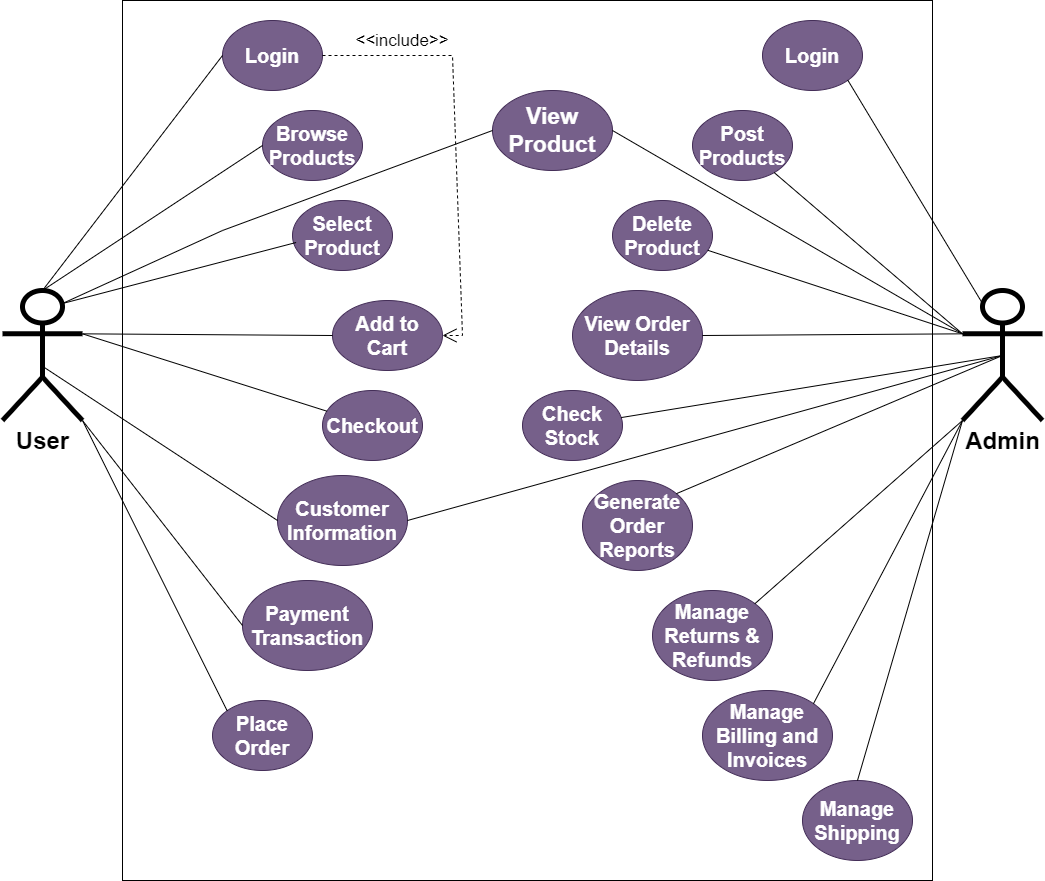 <<include>>
Login
Login
View
Product
Browse
Products
Post
Products
Select
Product
Delete
Product
Add to
Cart
View Order
Details
Checkout
Check
Stock
User
Admin
Customer
Information
Generate
Order
Reports
Payment
Transaction
Manage
Returns &
Refunds
Place
Order
Manage
Billing and
Invoices
Manage
Shipping